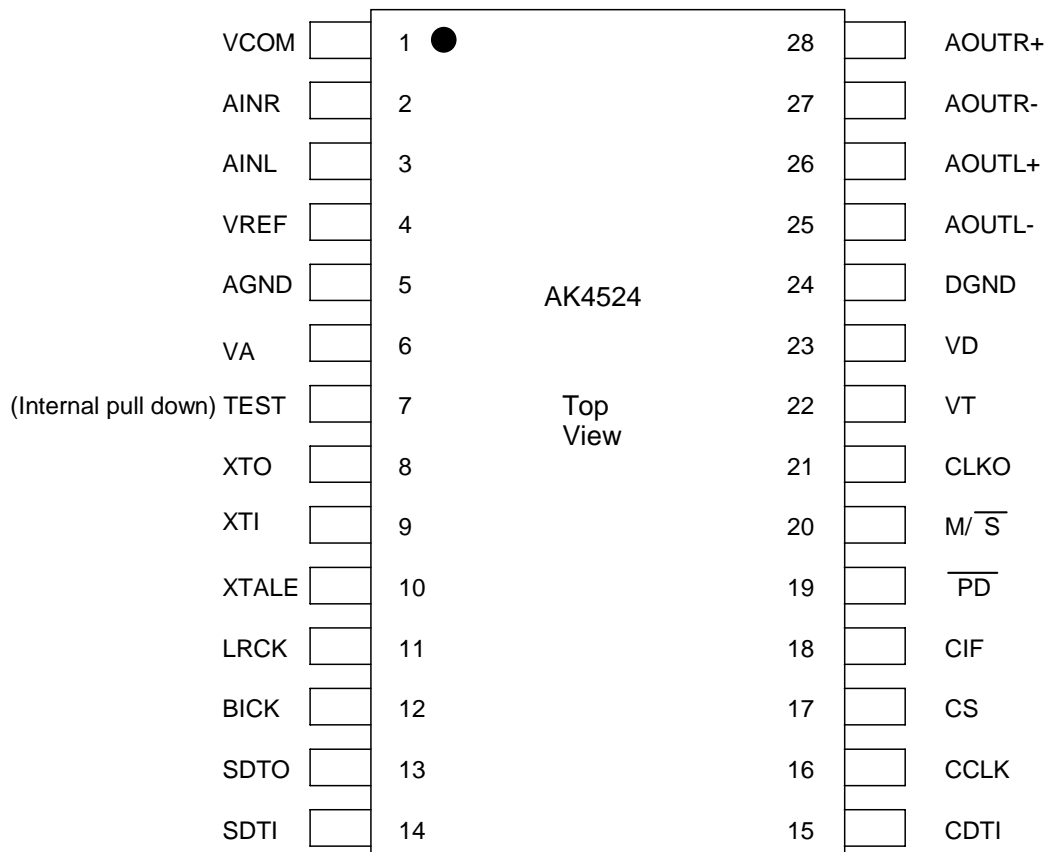 VCOM 1 28 AOUTR+
AINR 2 27 AOUTR-
AINL 3 26 AOUTL+
VREF 4 25 AOUTL-
AGND 5 24 DGND
AK4524
VA 6 23 VD
(Internal pull down) TEST 7 Top 22 VT
View
XTO 8 21 CLKO
XTI 9 20 M/S̅
XTALE 10 19 P̅D̅
LRCK 11 18 CIF
BICK 12 17 CS
SDTO 13 16 CCLK
SDTI 14 15 CDTI